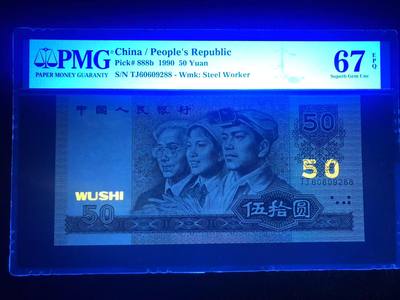 PMG
PAPER MONEY GUARANTY
China / People's Republic
Pick# 888b 1990 50 Yuan
S/N TJ60609288 - Wmk: Steel Worker
67
EPQ
Superb Gem Unc
中国人民银行
50
50
TJ60609288
WUSHI
50
伍拾圆